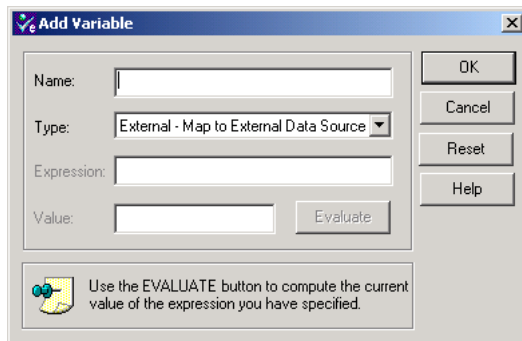 Add Variable
Name:
Type: External - Map to External Data Source
Expression:
Value: Evaluate
OK
Cancel
Reset
Help
Use the EVALUATE button to compute the current
value of the expression you have specified.